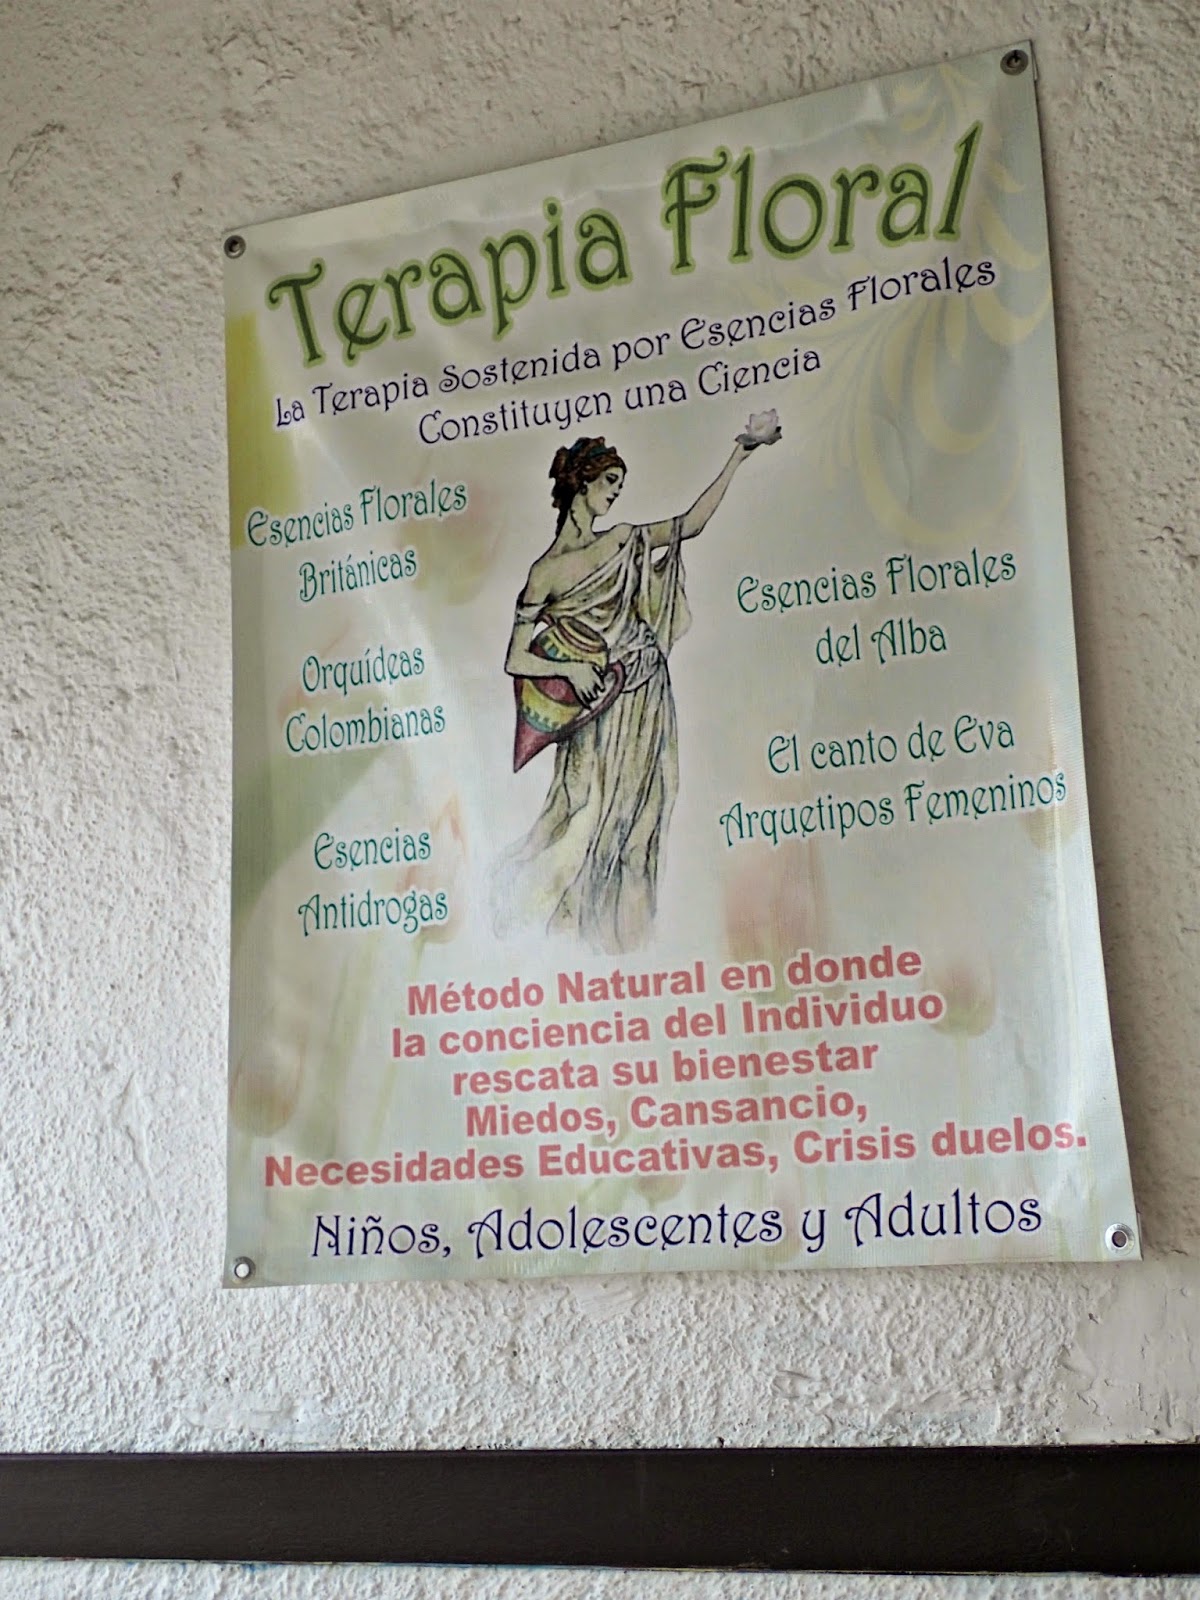 Terapia Floral
La Terapia Sostenida por Esencias Florales
Constituyen una Ciencia
Esencias Florales
Británicas
Orquídeas
Colombianas
Esencias
Antidrogas
Esencias Florales
del Alba
El canto de Eva
Arquetipos Femeninos
Método Natural en donde
la conciencia del Individuo
rescata su bienestar
Miedos, Cansancio,
Necesidades Educativas, Crisis duelos.
Niños, Adolescentes y Adultos